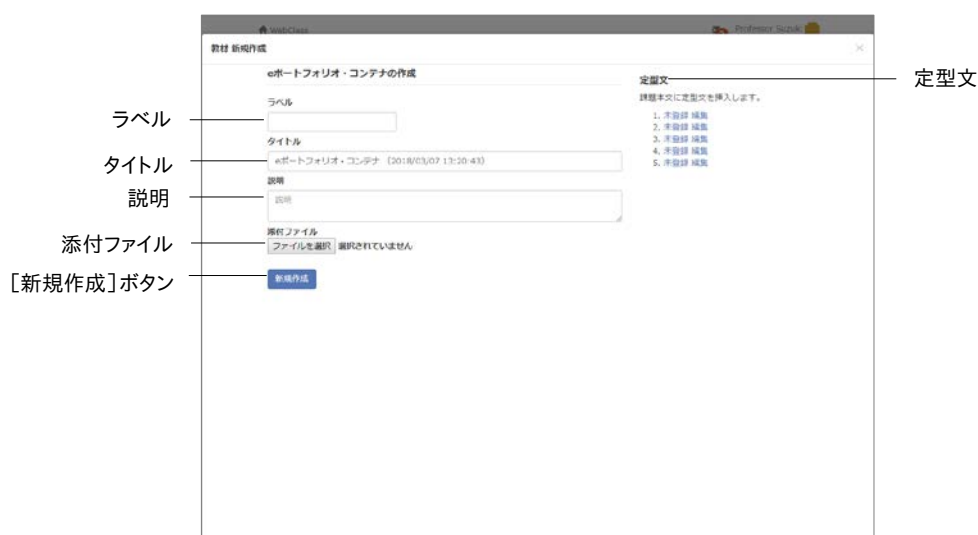 WebClass
Professor Suzuki
教材 新規作成
×
eポートフォリオ・コンテナの作成
ラベル
タイトル
eポートフォリオ・コンテナ (2018/03/07 13:20:43)
説明
説明
添付ファイル
ファイルを選択 選択されていません
新規作成
定型文
課題本文に定型文を挿入します。
1. 未登録 編集
2. 未登録 編集
3. 未登録 編集
4. 未登録 編集
5. 未登録 編集
ラベル
タイトル
説明
添付ファイル
[新規作成]ボタン
定型文